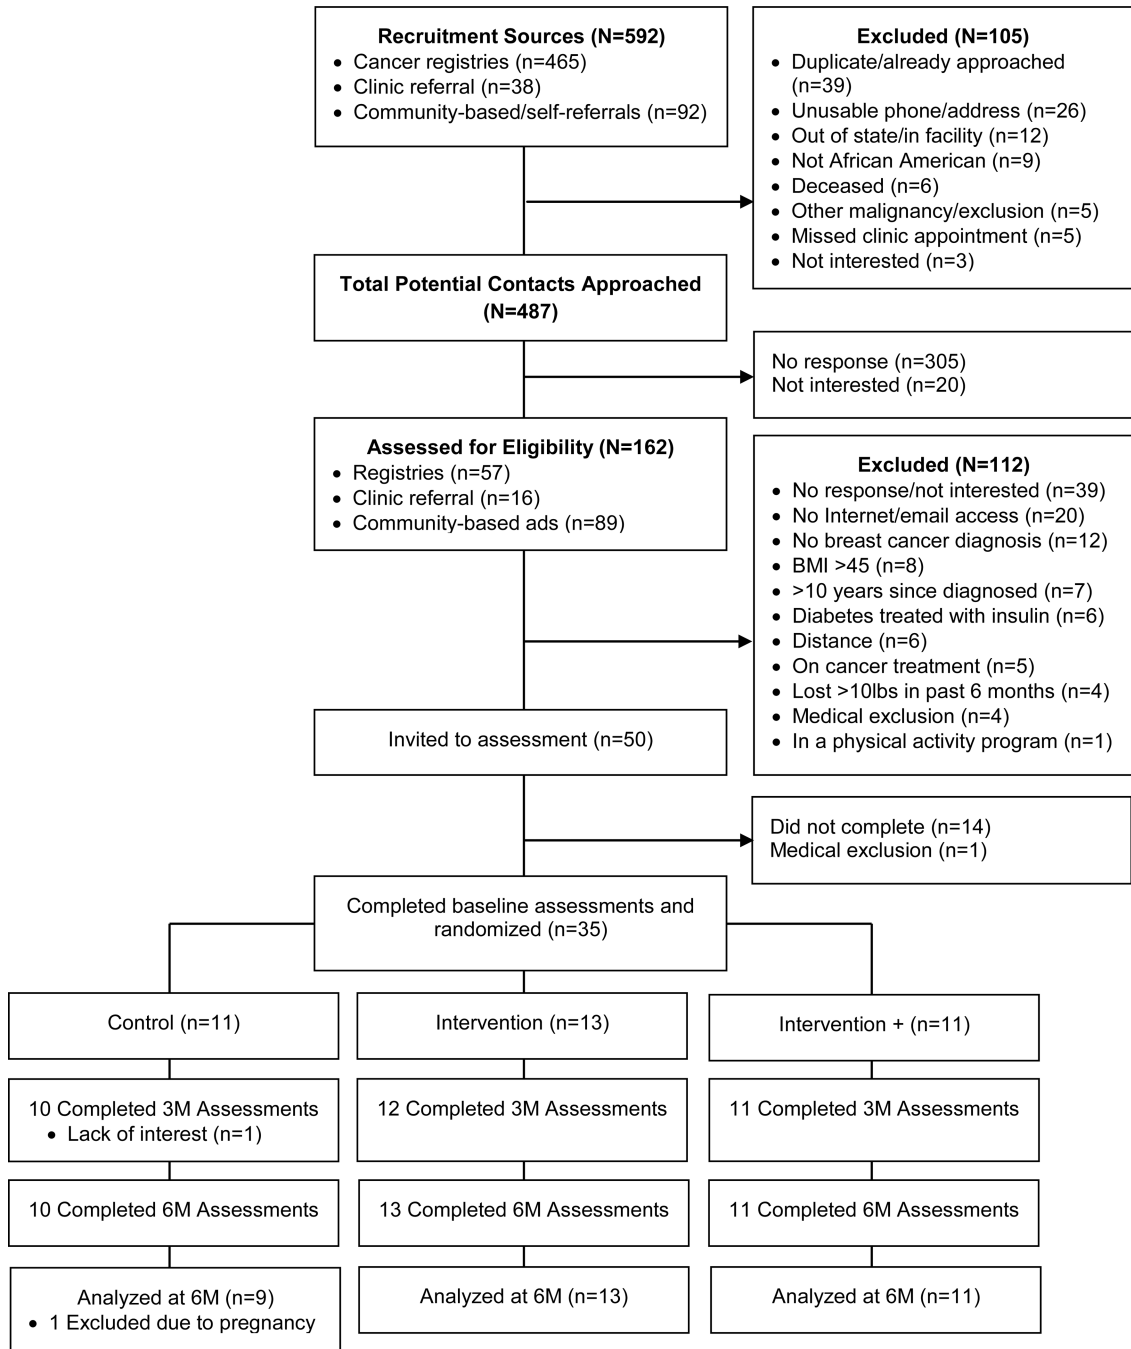 Recruitment Sources (N=592)
• Cancer registries (n=465)
• Clinic referral (n=38)
• Community-based/self-referrals (n=92)
Excluded (N=105)
• Duplicate/already approached
(n=39)
• Unusable phone/address (n=26)
• Out of state/in facility (n=12)
• Not African American (n=9)
• Deceased (n=6)
• Other malignancy/exclusion (n=5)
• Missed clinic appointment (n=5)
• Not interested (n=3)
Total Potential Contacts Approached
(N=487)
No response (n=305)
Not interested (n=20)
Assessed for Eligibility (N=162)
• Registries (n=57)
• Clinic referral (n=16)
• Community-based ads (n=89)
Excluded (N=112)
• No response/not interested (n=39)
• No Internet/email access (n=20)
• No breast cancer diagnosis (n=12)
• BMI >45 (n=8)
• >10 years since diagnosed (n=7)
• Diabetes treated with insulin (n=6)
• Distance (n=6)
• On cancer treatment (n=5)
• Lost >10lbs in past 6 months (n=4)
• Medical exclusion (n=4)
• In a physical activity program (n=1)
Invited to assessment (n=50)
Did not complete (n=14)
Medical exclusion (n=1)
Completed baseline assessments and
randomized (n=35)
Control (n=11)
Intervention (n=13)
Intervention + (n=11)
10 Completed 3M Assessments
• Lack of interest (n=1)
12 Completed 3M Assessments
11 Completed 3M Assessments
10 Completed 6M Assessments
13 Completed 6M Assessments
11 Completed 6M Assessments
Analyzed at 6M (n=9)
• 1 Excluded due to pregnancy
Analyzed at 6M (n=13)
Analyzed at 6M (n=11)